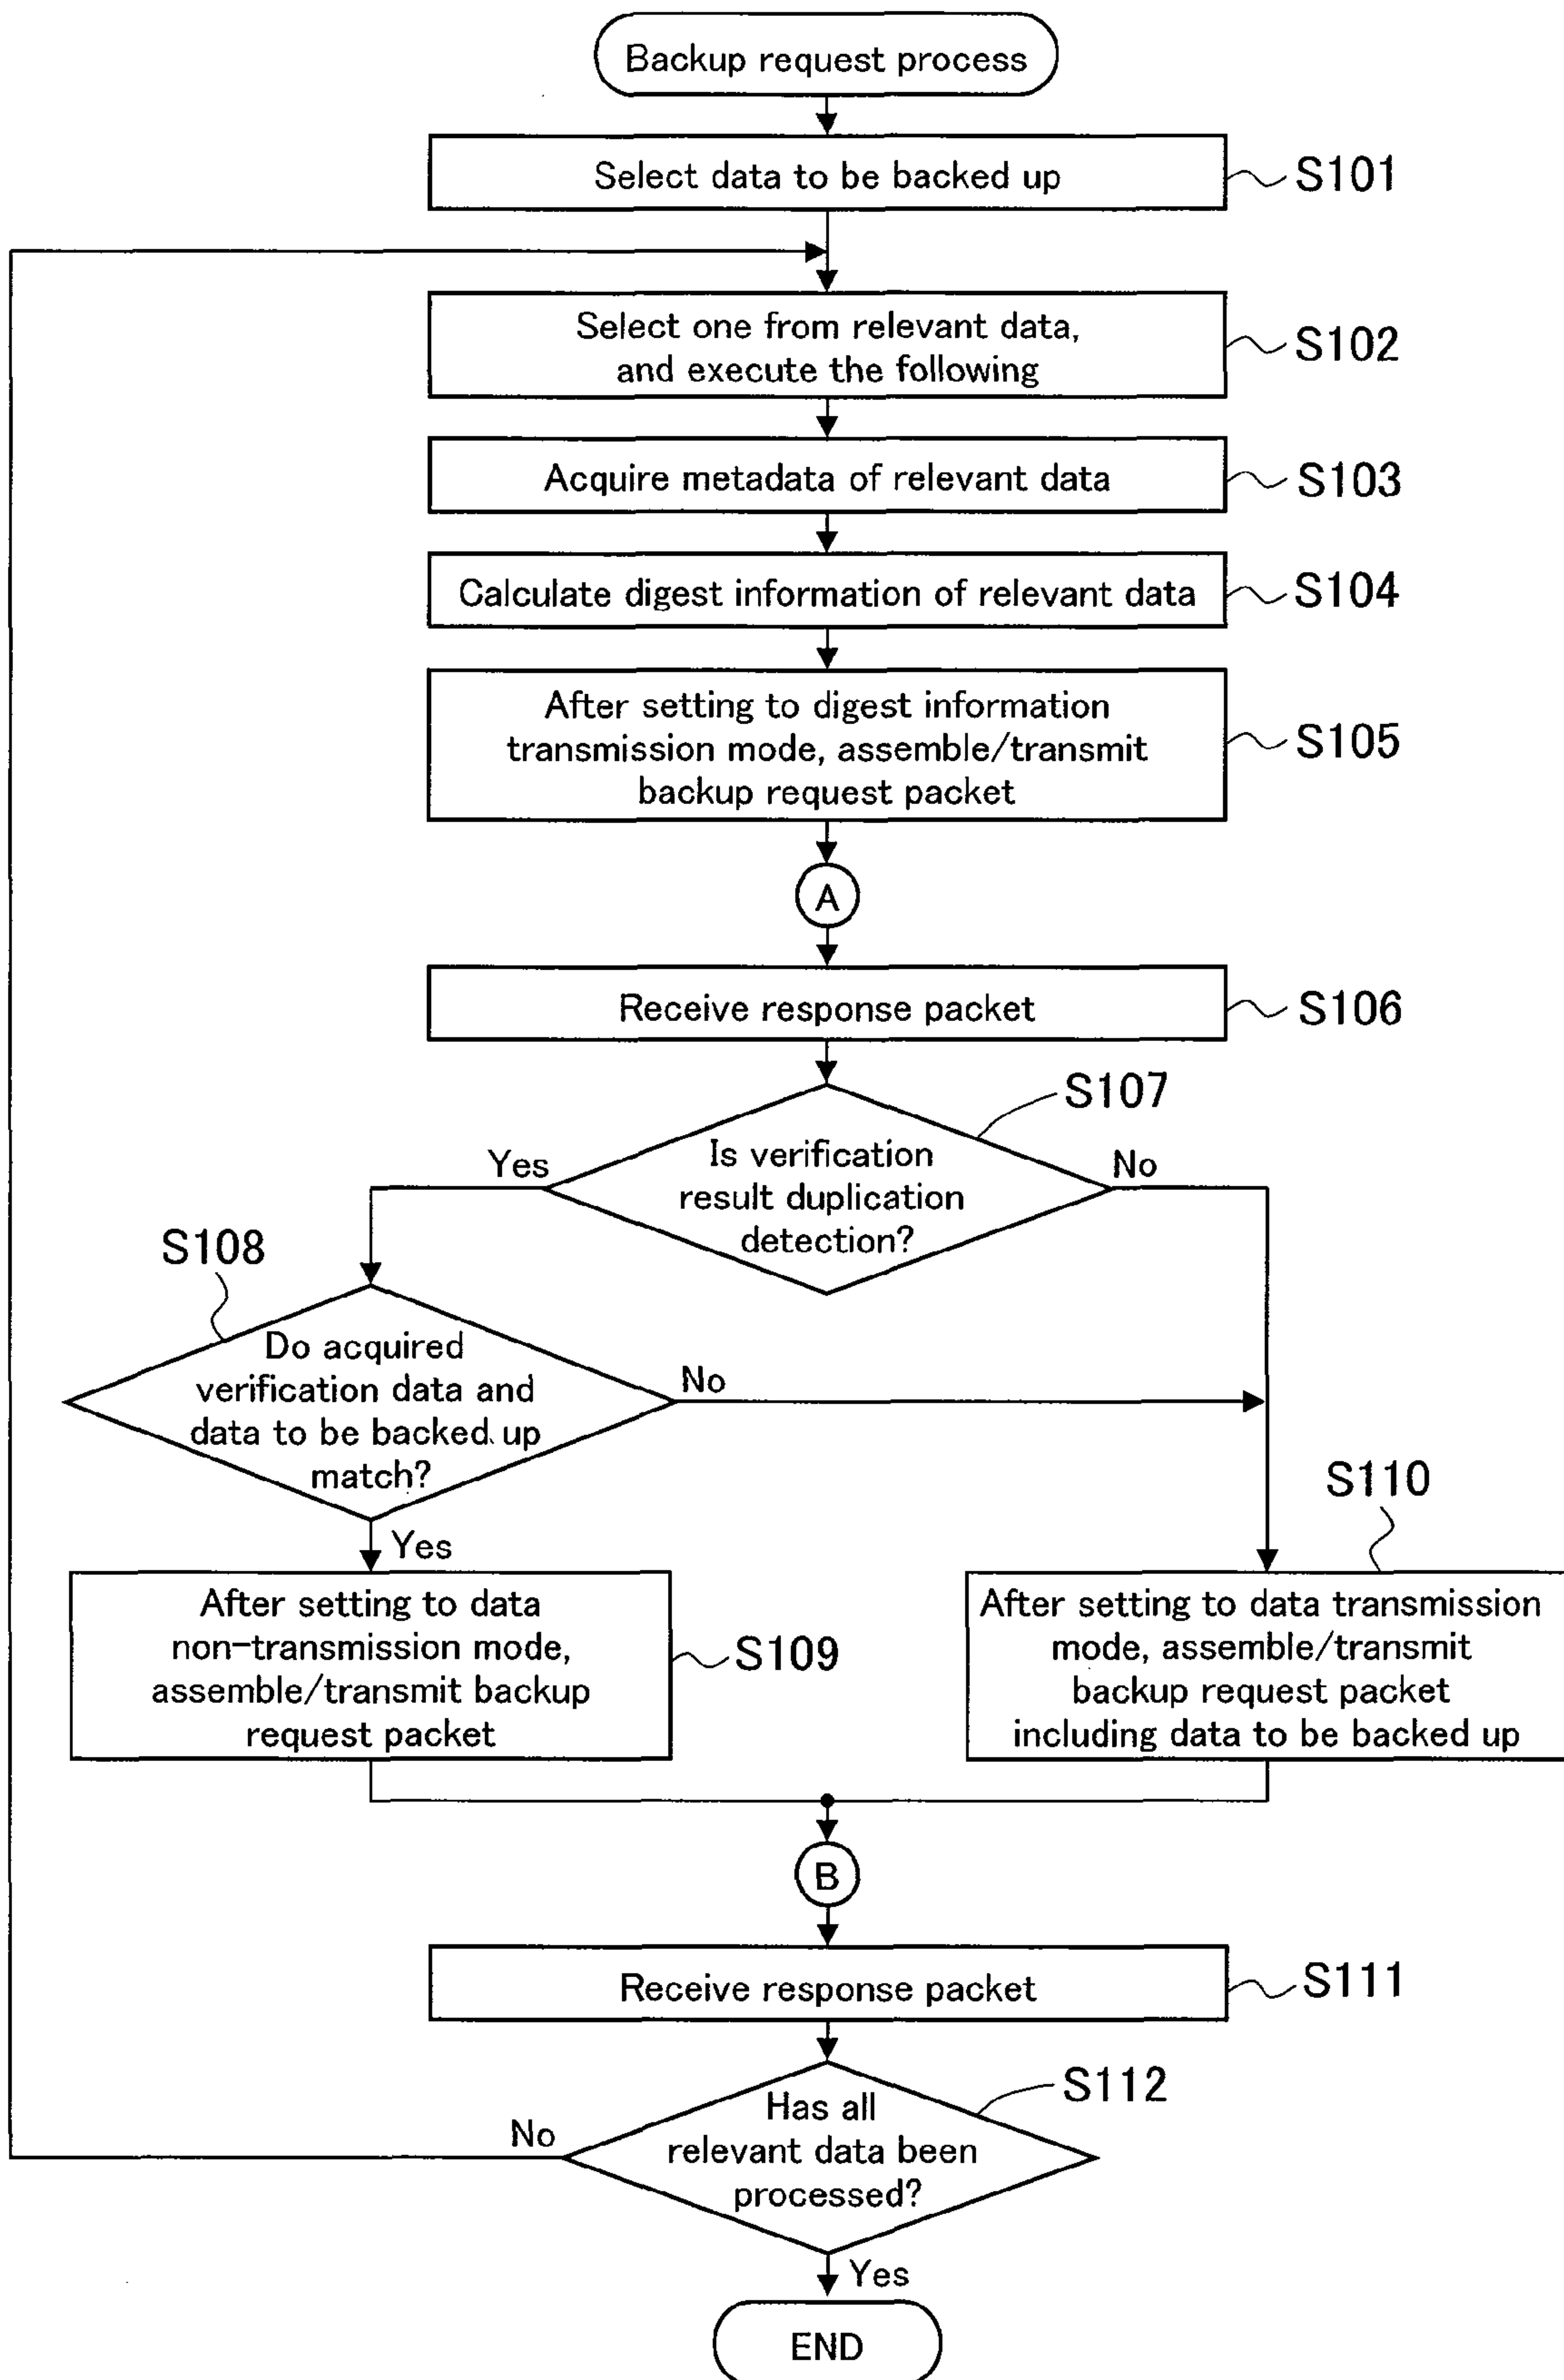 Backup request process
Select data to be backed up
S101
Select one from relevant data,
and execute the following
S102
Acquire metadata of relevant data
S103
Calculate digest information of relevant data
S104
After setting to digest information
transmission mode, assemble/transmit
backup request packet
S105
A
Receive response packet
S106
S107
Is verification
result duplication
detection?
Yes
No
S108
Do acquired
verification data and
data to be backed up
match?
No
Yes
After setting to data
non-transmission mode,
assemble/transmit backup
request packet
S109
S110
After setting to data transmission
mode, assemble/transmit
backup request packet
including data to be backed up
B
Receive response packet
S111
S112
Has all
relevant data been
processed?
No
Yes
END